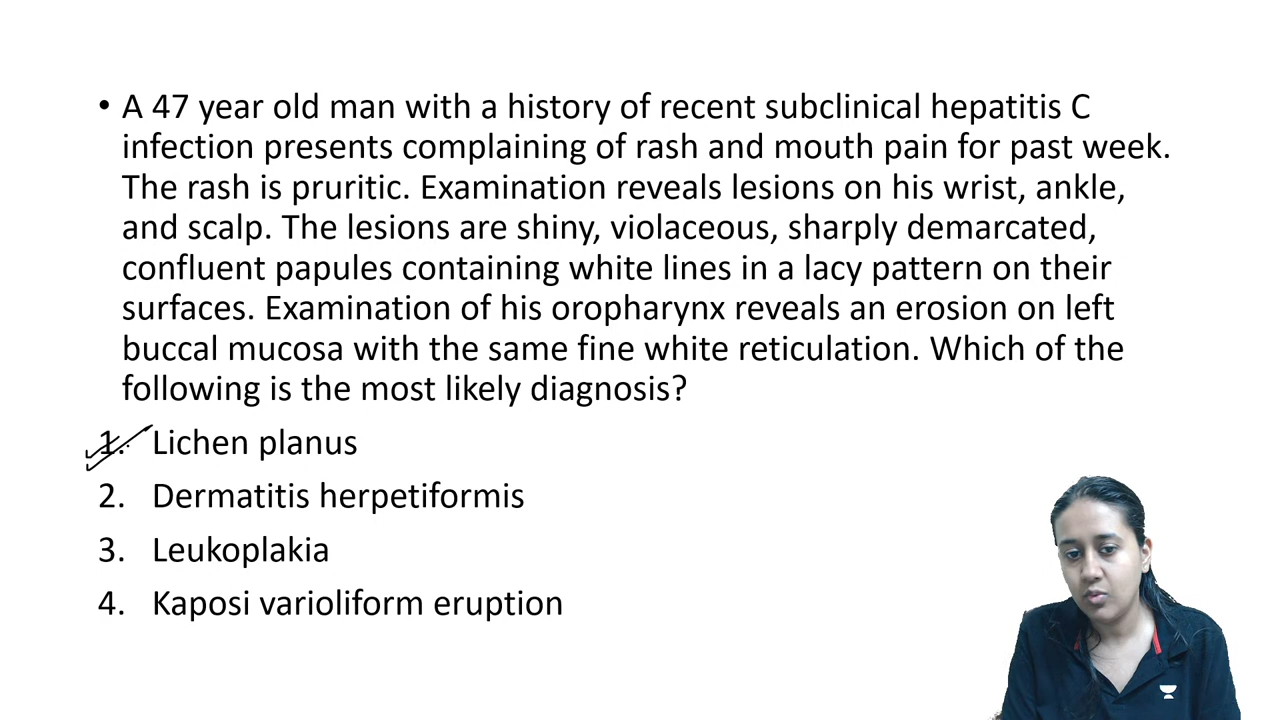 • A 47 year old man with a history of recent subclinical hepatitis C
infection presents complaining of rash and mouth pain for past week.
The rash is pruritic. Examination reveals lesions on his wrist, ankle,
and scalp. The lesions are shiny, violaceous, sharply demarcated,
confluent papules containing white lines in a lacy pattern on their
surfaces. Examination of his oropharynx reveals an erosion on left
buccal mucosa with the same fine white reticulation. Which of the
following is the most likely diagnosis?
1. Lichen planus
2. Dermatitis herpetiformis
3. Leukoplakia
4. Kaposi varioliform eruption